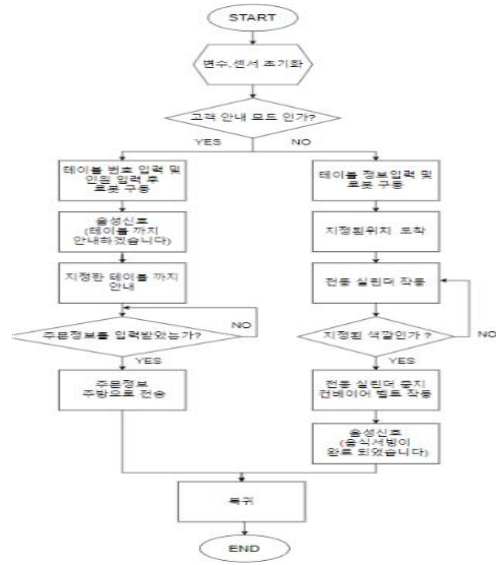 START
변수,센서 초기화
고객 안내 모드 인가?
YES
NO
테이블 번호 입력 및
인원 입력 후
로봇 구동
음성신호
(테이블 까지
안내하겠습니다)
지정한 테이블 까지
안내
주문정보를 입력받았는가?
NO
YES
주문정보
주방으로 전송
테이블 정보입력 및
로봇 구동
지정된위치 도착
전동 실린더 작동
지정된 색깔인가 ?
NO
YES
전동 실린더 중지
컨베이어 벨트 작동
음성신호
(음식서빙이
완료 되었습니다)
복귀
END